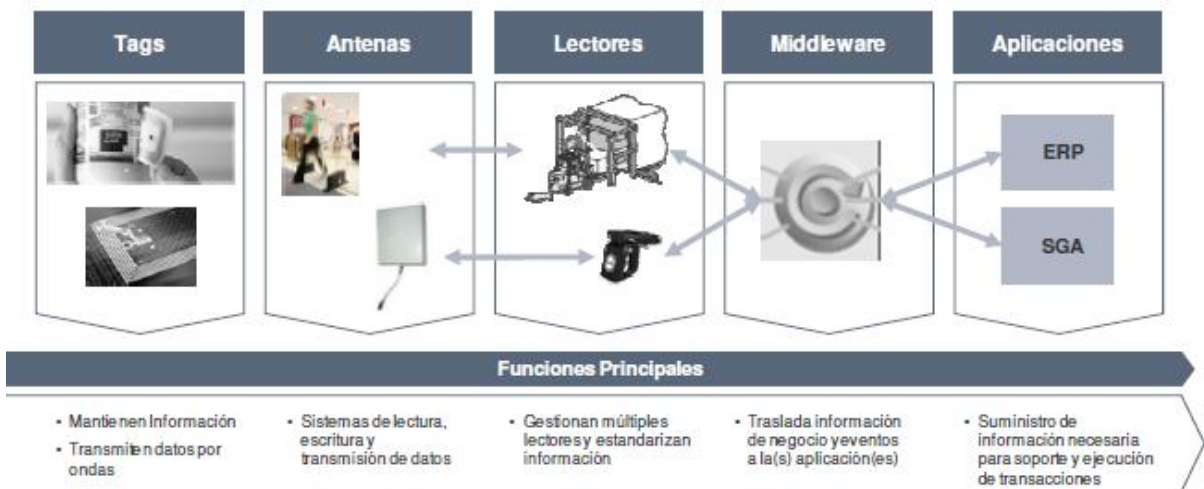 Tags
Antenas
Lectores
Middleware
Aplicaciones
ERP
SGA
Funciones Principales
• Mantienen Información
• Transmiten datos por
ondas
• Sistemas de lectura,
escritura y
transmisión de datos
• Gestionan múltiples
lectores y estandarizan
información
• Traslada información
de negocio y eventos
a la(s) aplicación(es)
• Suministro de
información necesaria
para soporte y ejecución
de transacciones